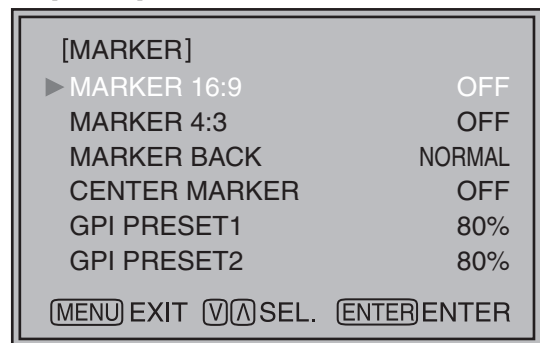 [MARKER]
▶MARKER 16:9 OFF
MARKER 4:3 OFF
MARKER BACK NORMAL
CENTER MARKER OFF
GPI PRESET1 80%
GPI PRESET2 80%
MENU EXIT V Λ SEL. ENTER ENTER